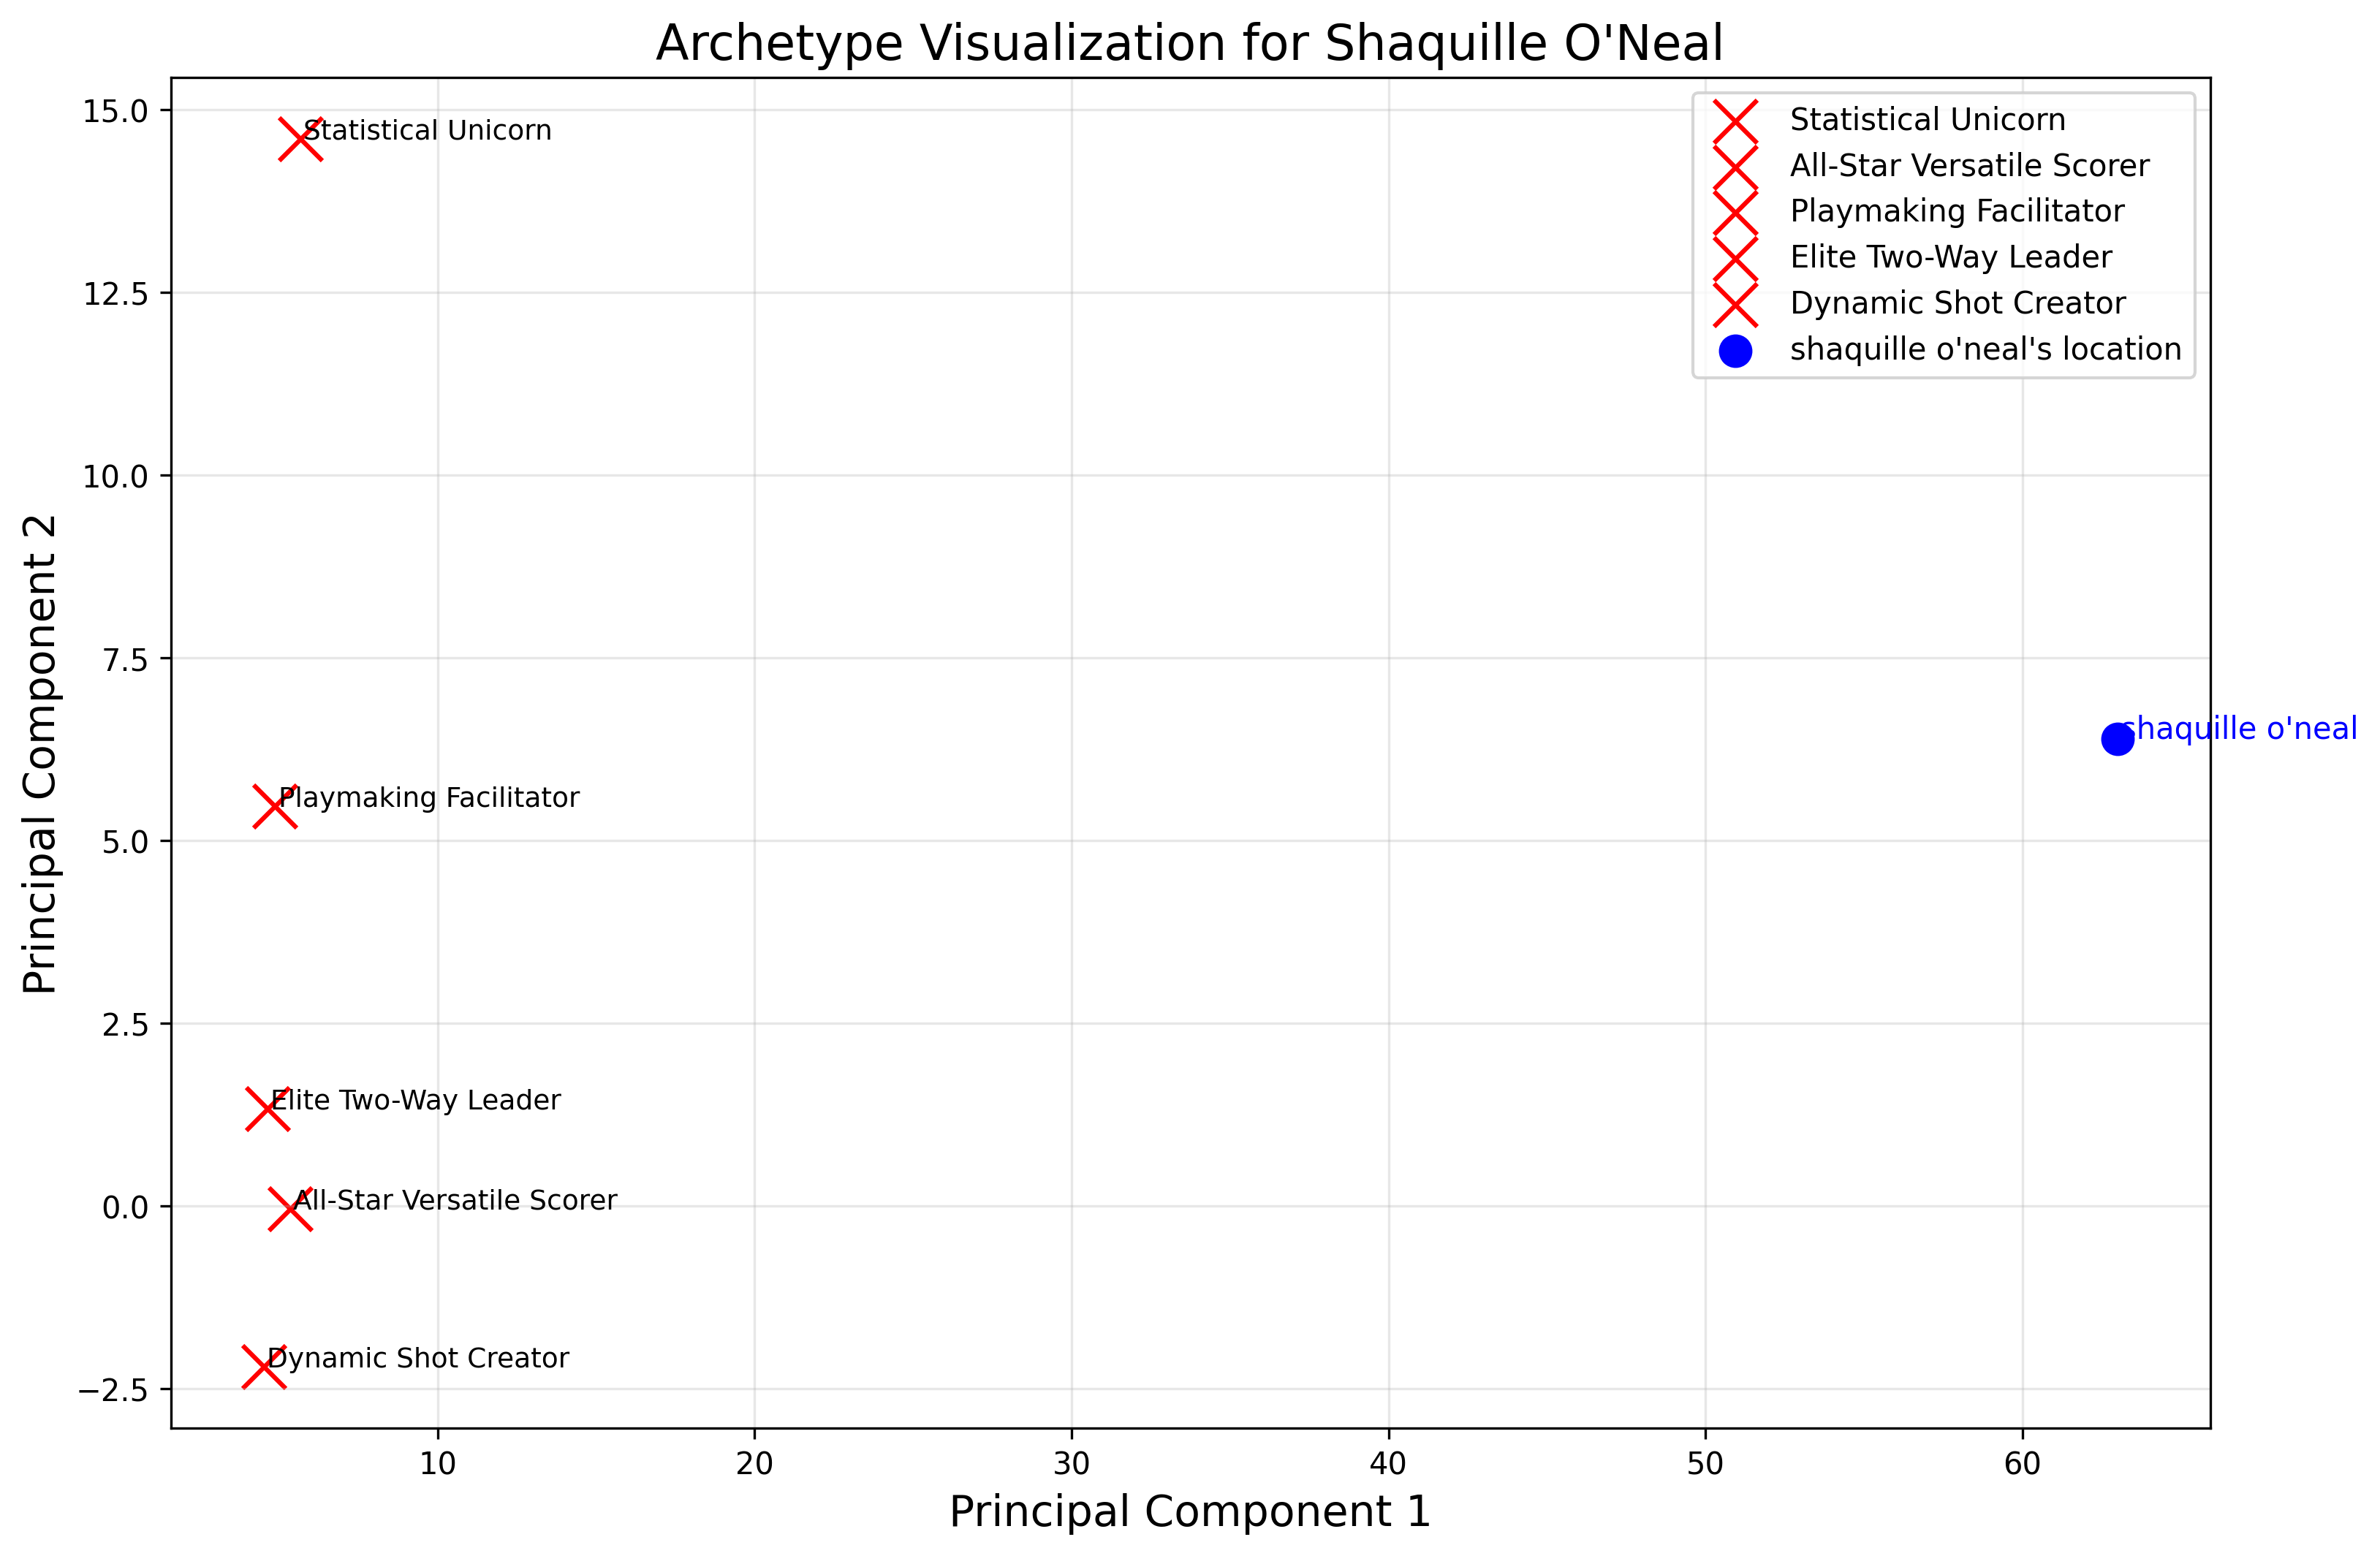 Archetype Visualization for Shaquille O'Neal
15.0
12.5
10.0
7.5
5.0
2.5
0.0
−2.5
Principal Component 2
Statistical Unicorn
Playmaking Facilitator
Elite Two-Way Leader
All-Star Versatile Scorer
Dynamic Shot Creator
shaquille o'neal
Statistical Unicorn
All-Star Versatile Scorer
Playmaking Facilitator
Elite Two-Way Leader
Dynamic Shot Creator
shaquille o'neal's location
10
20
30
40
50
60
Principal Component 1